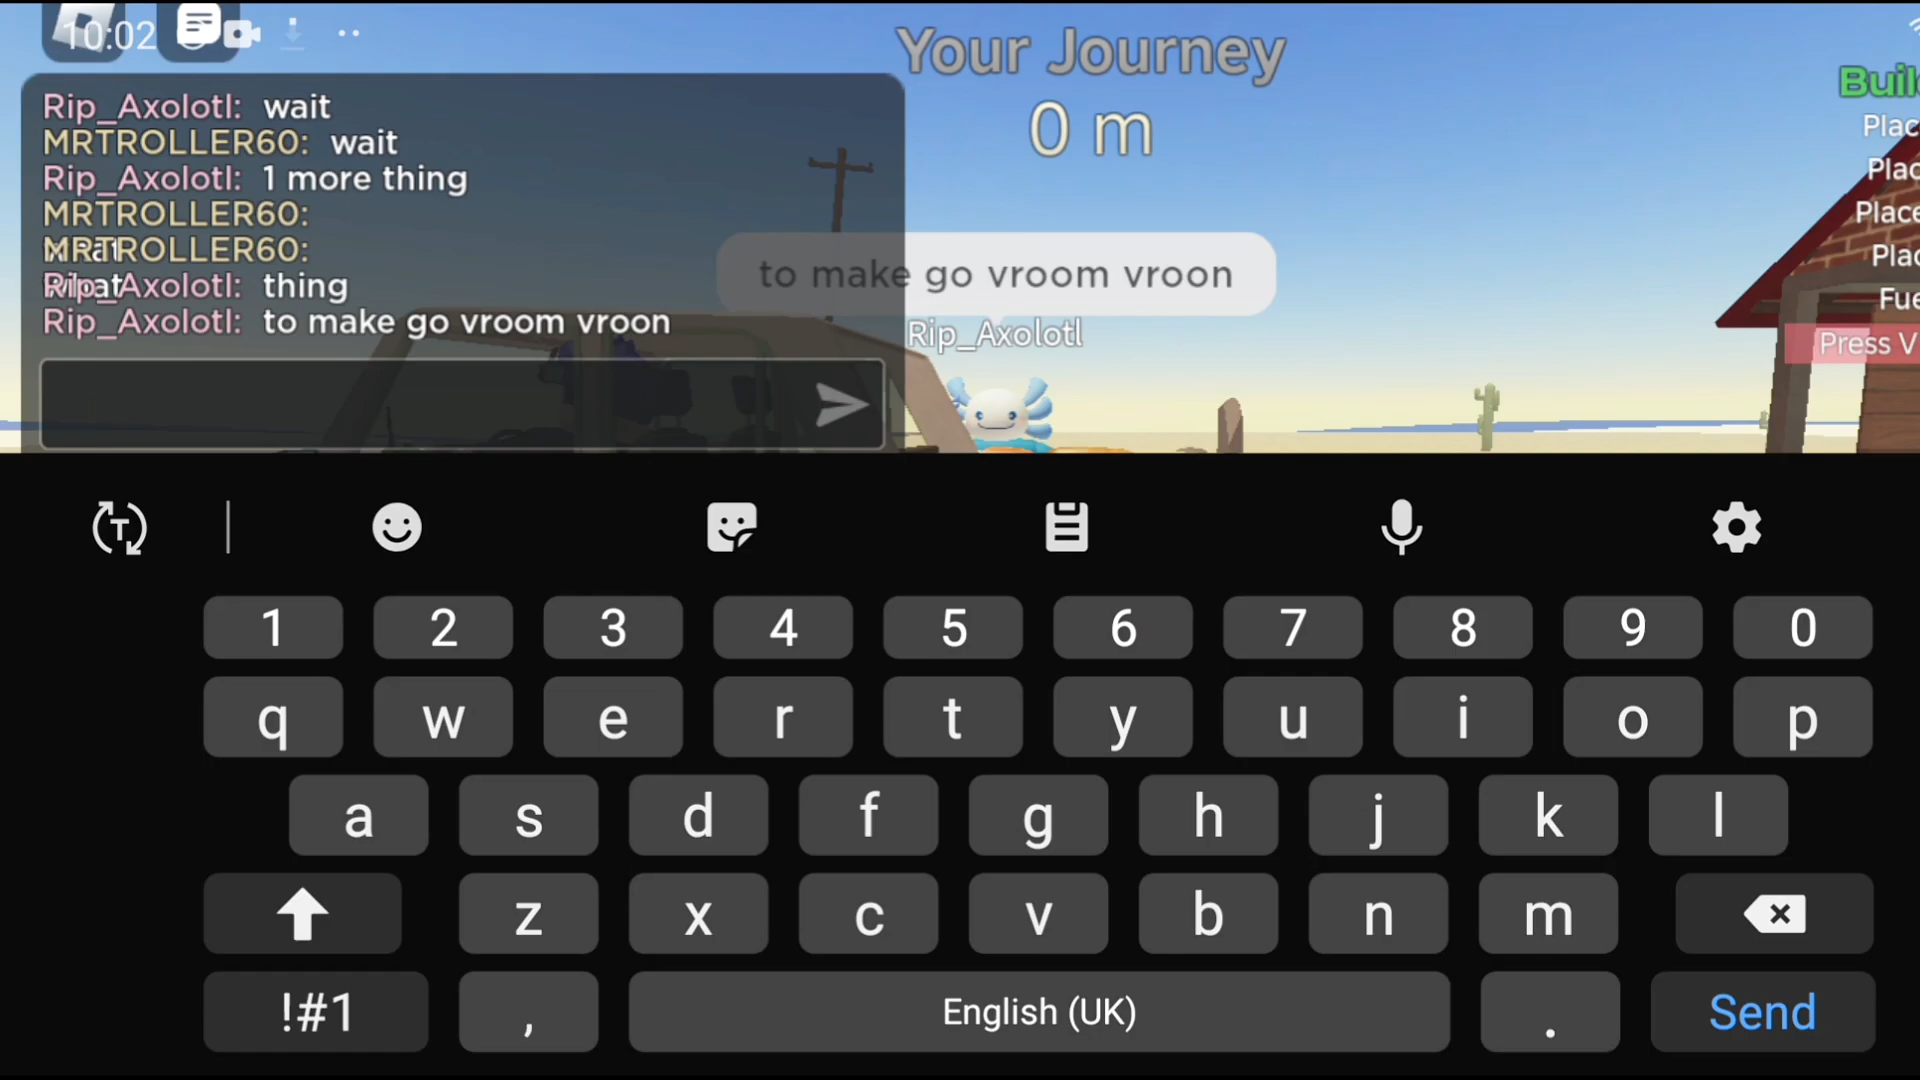 10:02
Your Journey
0 m
Rip_Axolotl: wait
MRTROLLER60: wait
Rip_Axolotl: 1 more thing
MRTROLLER60:
MRTROLLER60:
what
Rip_Axolotl: thing
Rip_Axolotl: to make go vroom vroon
to make go vroom vroon
Rip_Axolotl
Buil
Plac
Plac
Place
Plac
Fue
Press V
1 2 3 4 5 6 7 8 9 0
q w e r t y u i o p
a s d f g h j k l
z x c v b n m
!#1 , English (UK) . Send